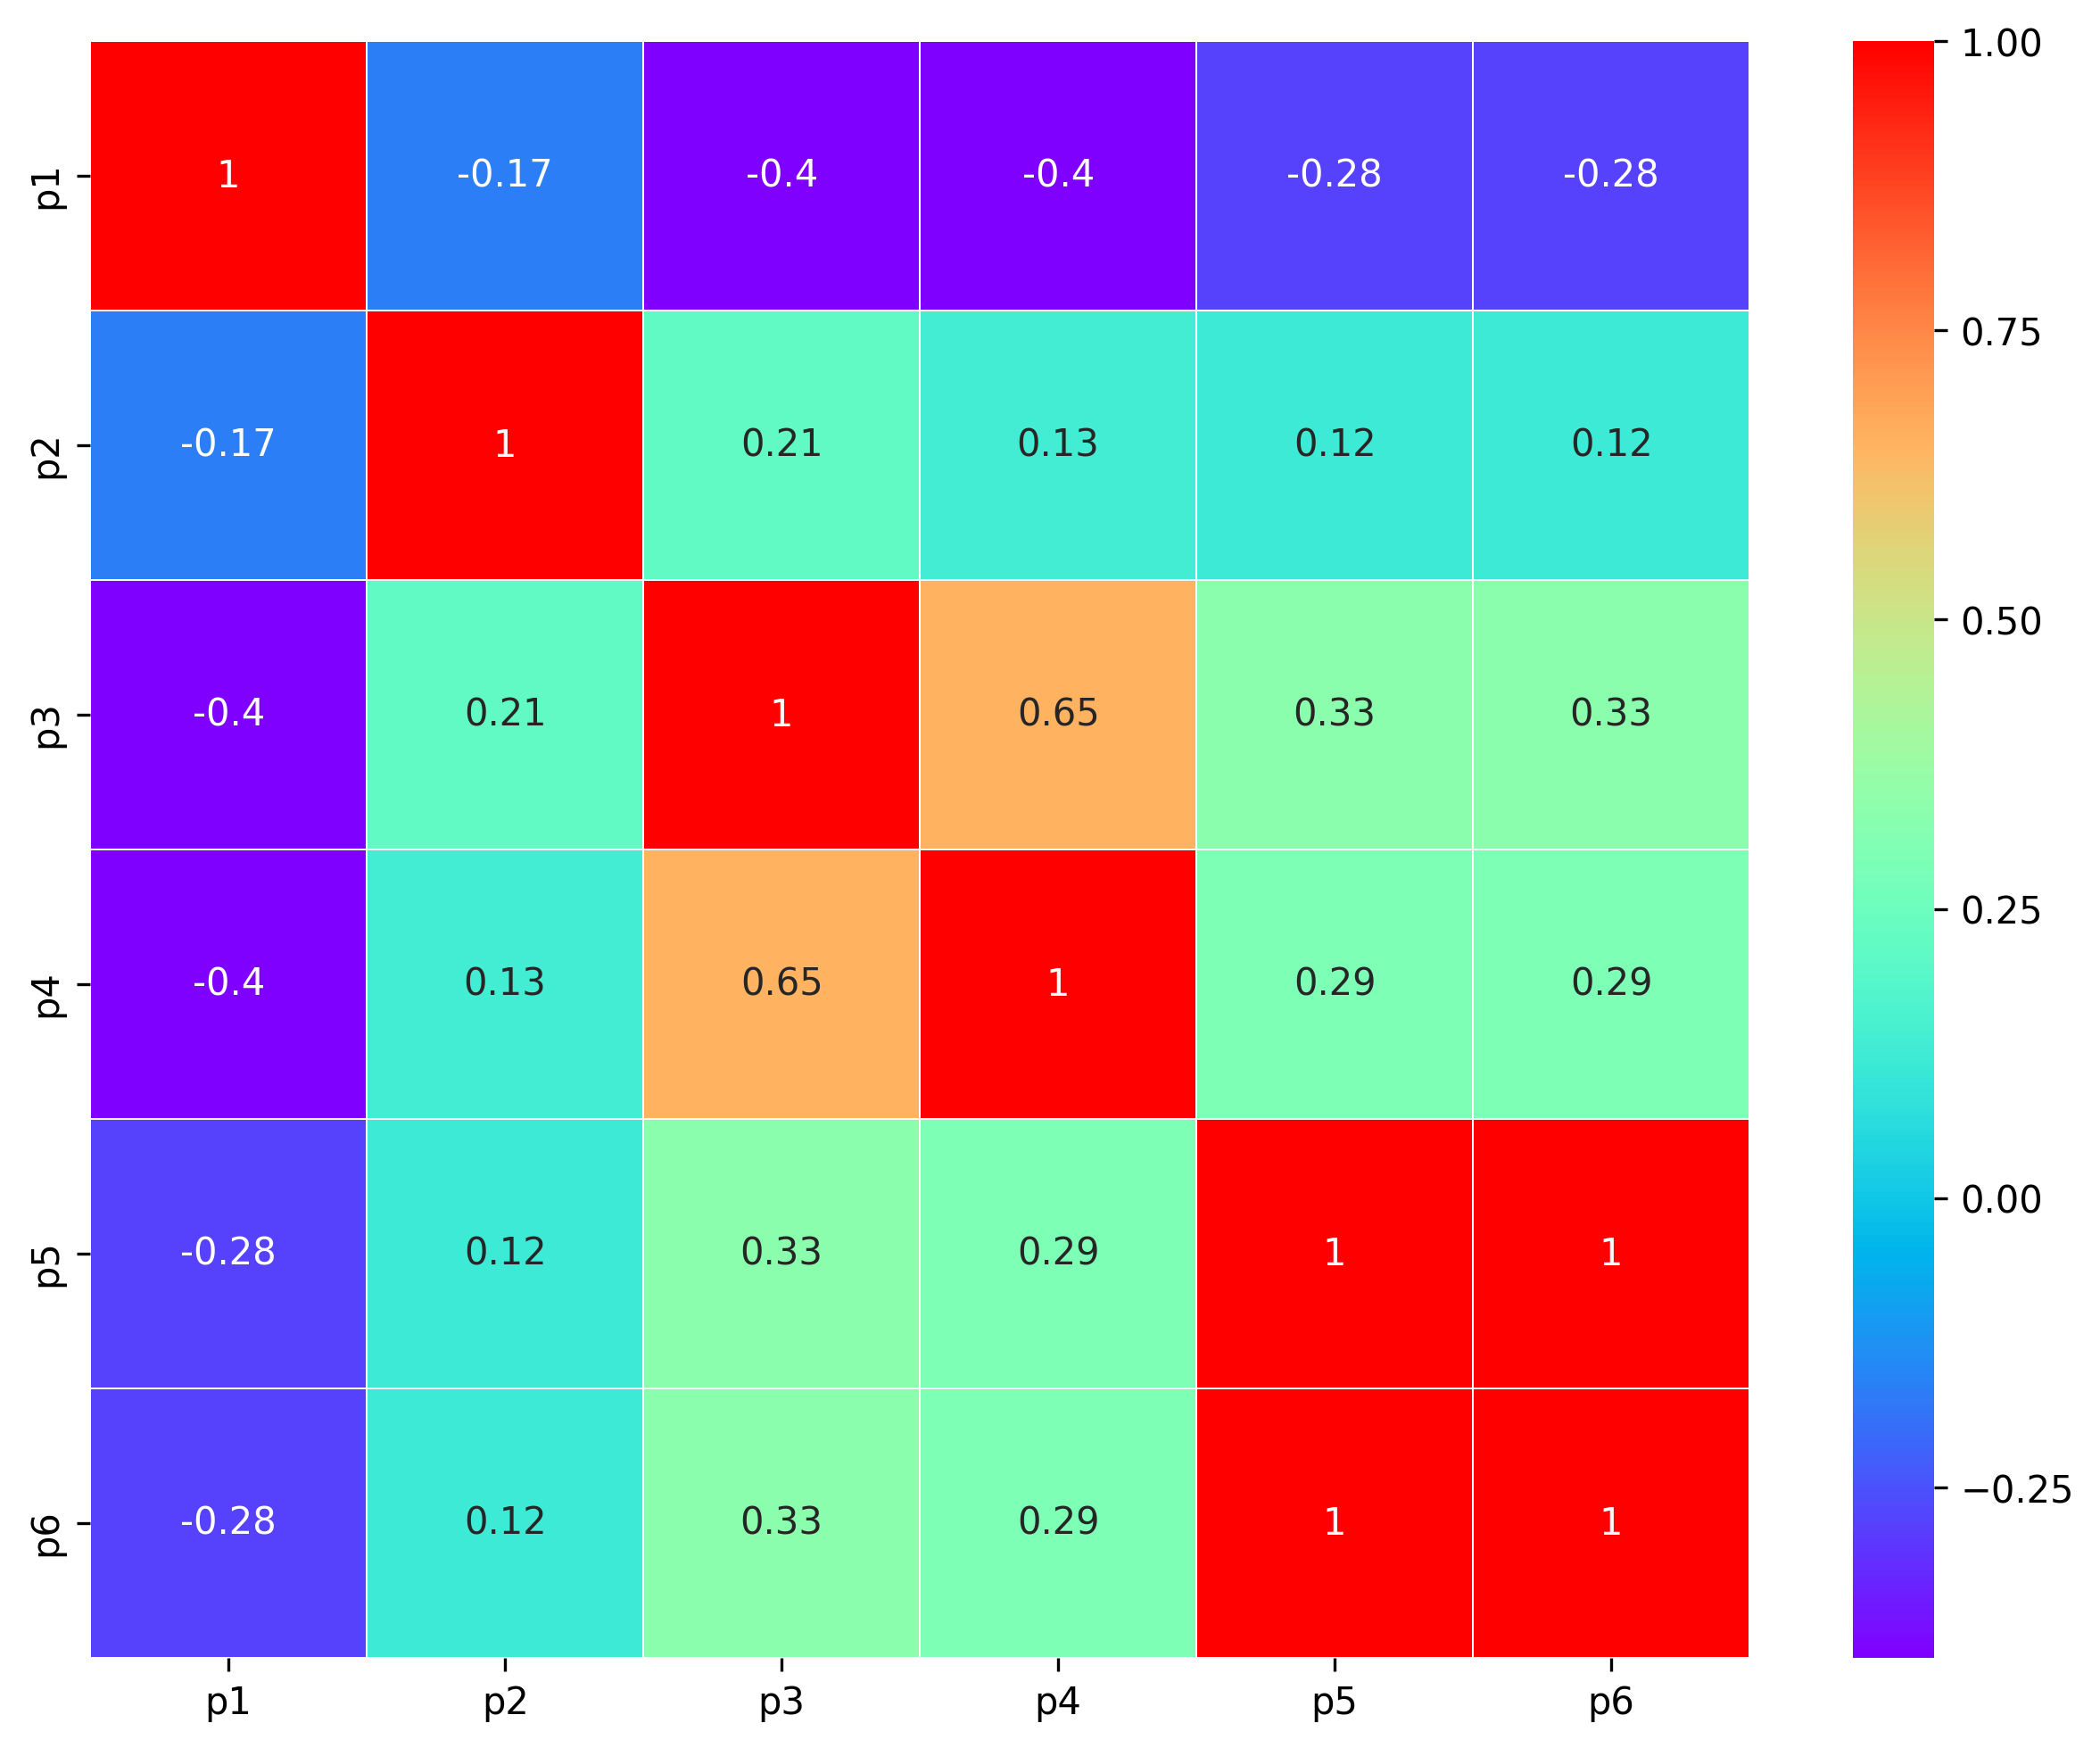 p1 1 -0.17 -0.4 -0.4 -0.28 -0.28
p2 -0.17 1 0.21 0.13 0.12 0.12
p3 -0.4 0.21 1 0.65 0.33 0.33
p4 -0.4 0.13 0.65 1 0.29 0.29
p5 -0.28 0.12 0.33 0.29 1 1
p6 -0.28 0.12 0.33 0.29 1 1
p1 p2 p3 p4 p5 p6
1.00
0.75
0.50
0.25
0.00
−0.25